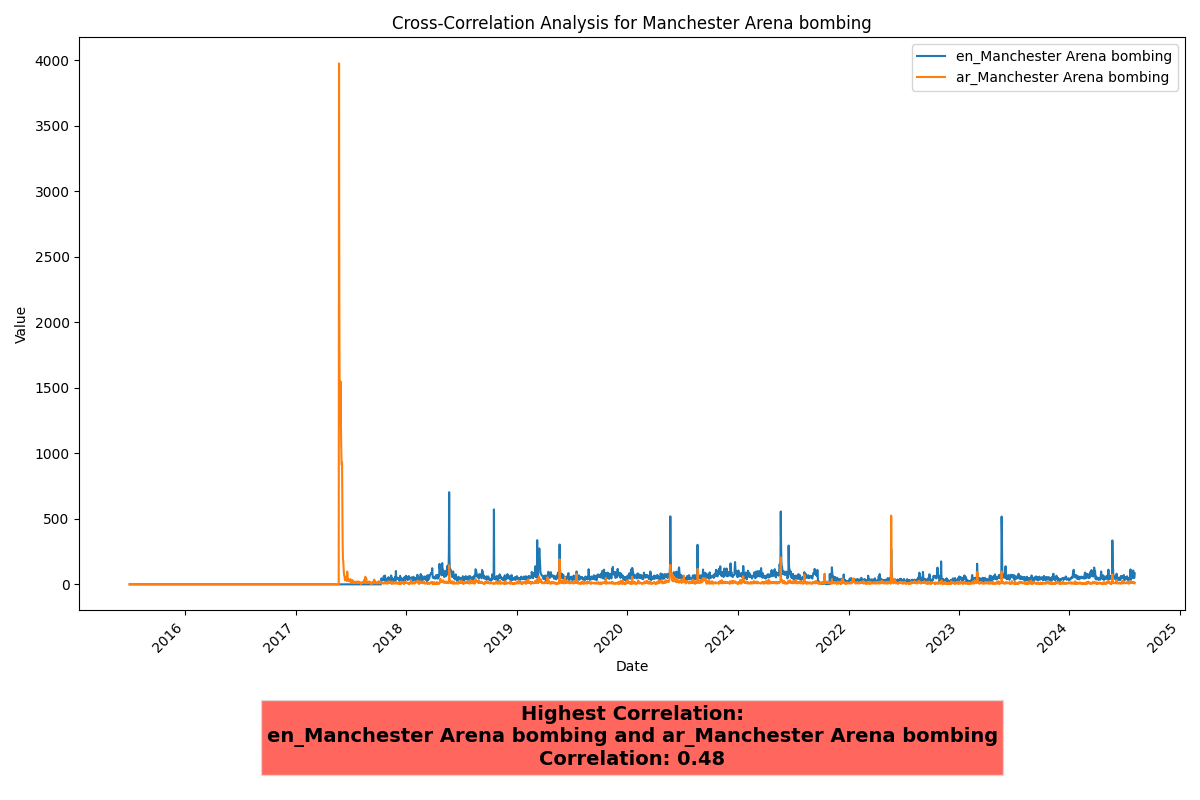 Cross-Correlation Analysis for Manchester Arena bombing
en_Manchester Arena bombing
ar_Manchester Arena bombing
4000
3500
3000
2500
2000
1500
1000
500
0
Value
2016
2017
2018
2019
2020
2021
2022
2023
2024
2025
Date
Highest Correlation:
en_Manchester Arena bombing and ar_Manchester Arena bombing
Correlation: 0.48